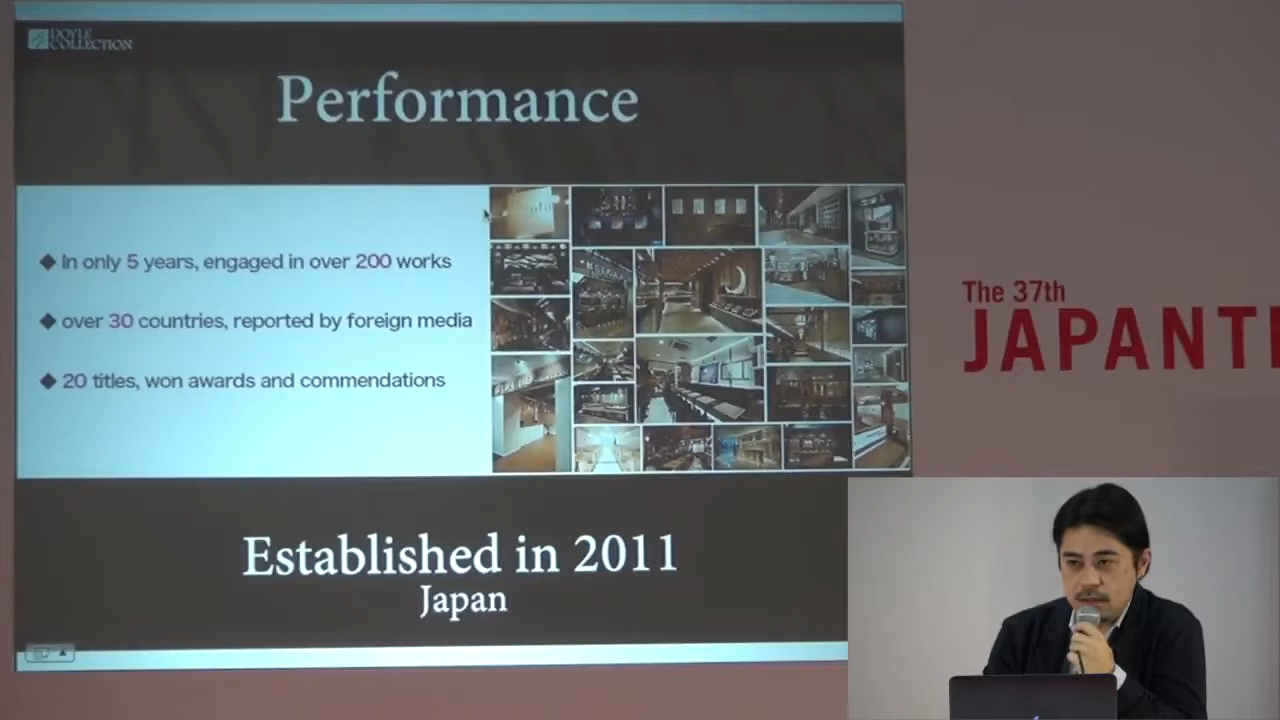 DOYLE
COLLECTION
Performance
◆ In only 5 years, engaged in over 200 works
◆ over 30 countries, reported by foreign media
◆ 20 titles, won awards and commendations
Established in 2011
Japan
The 37th
JAPANT